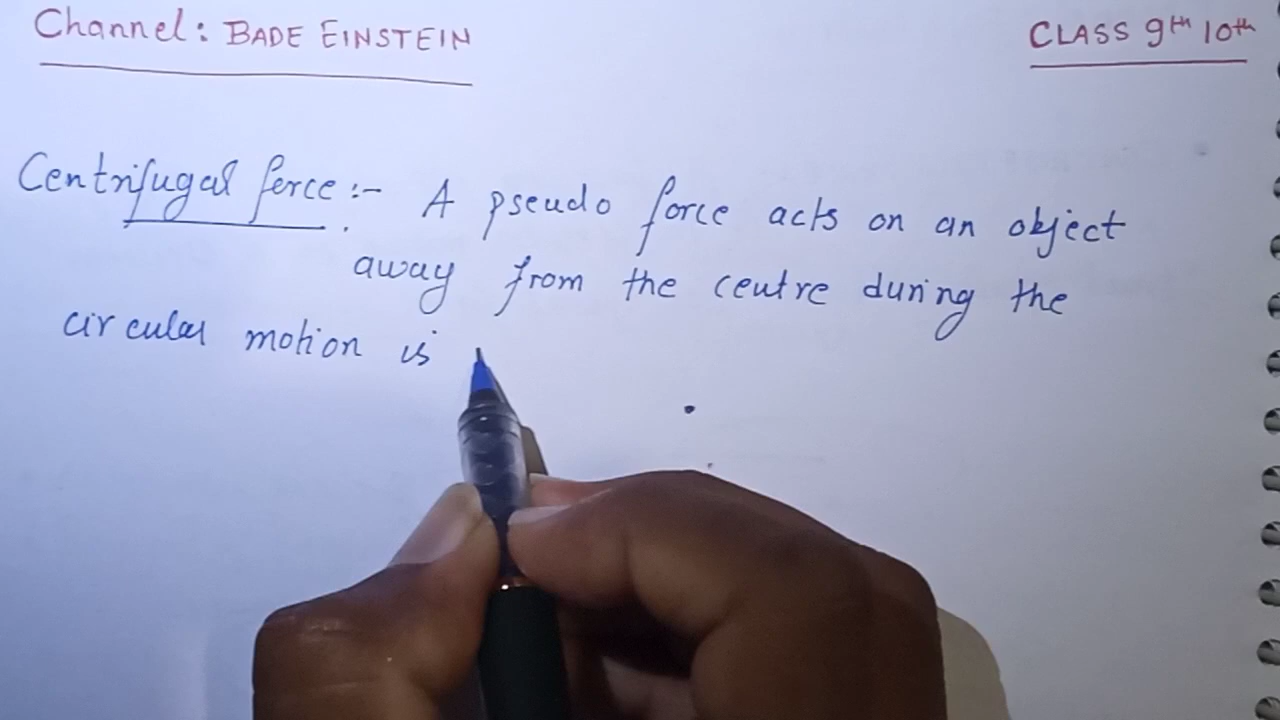 Channel: BADE EINSTEIN
CLASS 9th 10th
Centrifugal force :- A pseudo force acts on an object
away from the centre during the
circular motion is